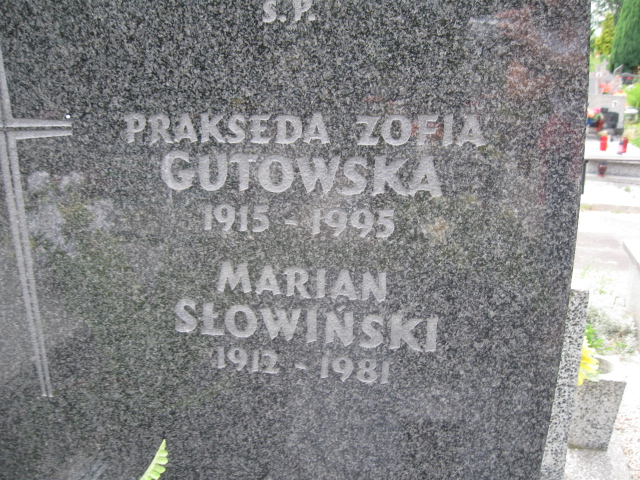 Ś.P.
PRAKSEDA ZOFIA
GUTOWSKA
1915 - 1995
MARIAN
SŁOWIŃSKI
1912 - 1981